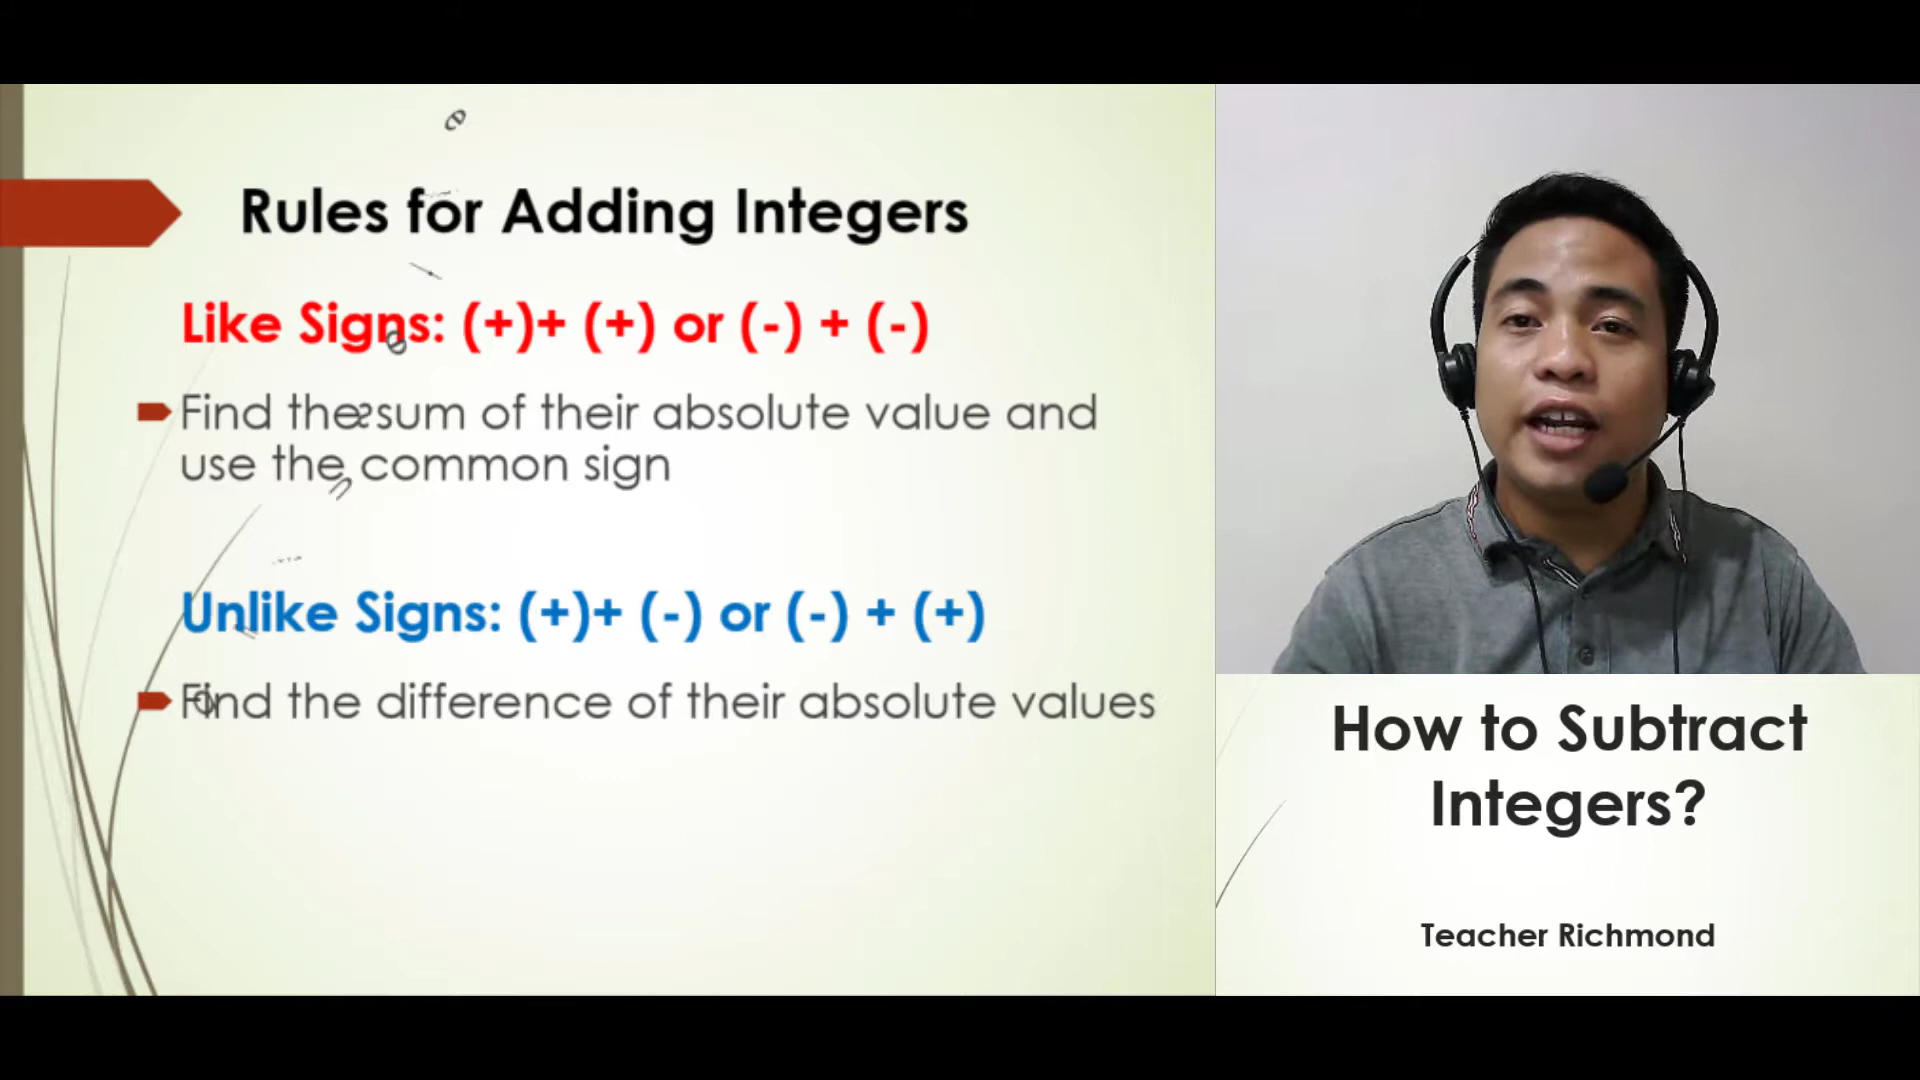 Rules for Adding Integers
Like Signs: (+)+ (+) or (-) + (-)
Find the sum of their absolute value and
use the common sign
Unlike Signs: (+)+ (-) or (-) + (+)
Find the difference of their absolute values
How to Subtract
Integers?
Teacher Richmond